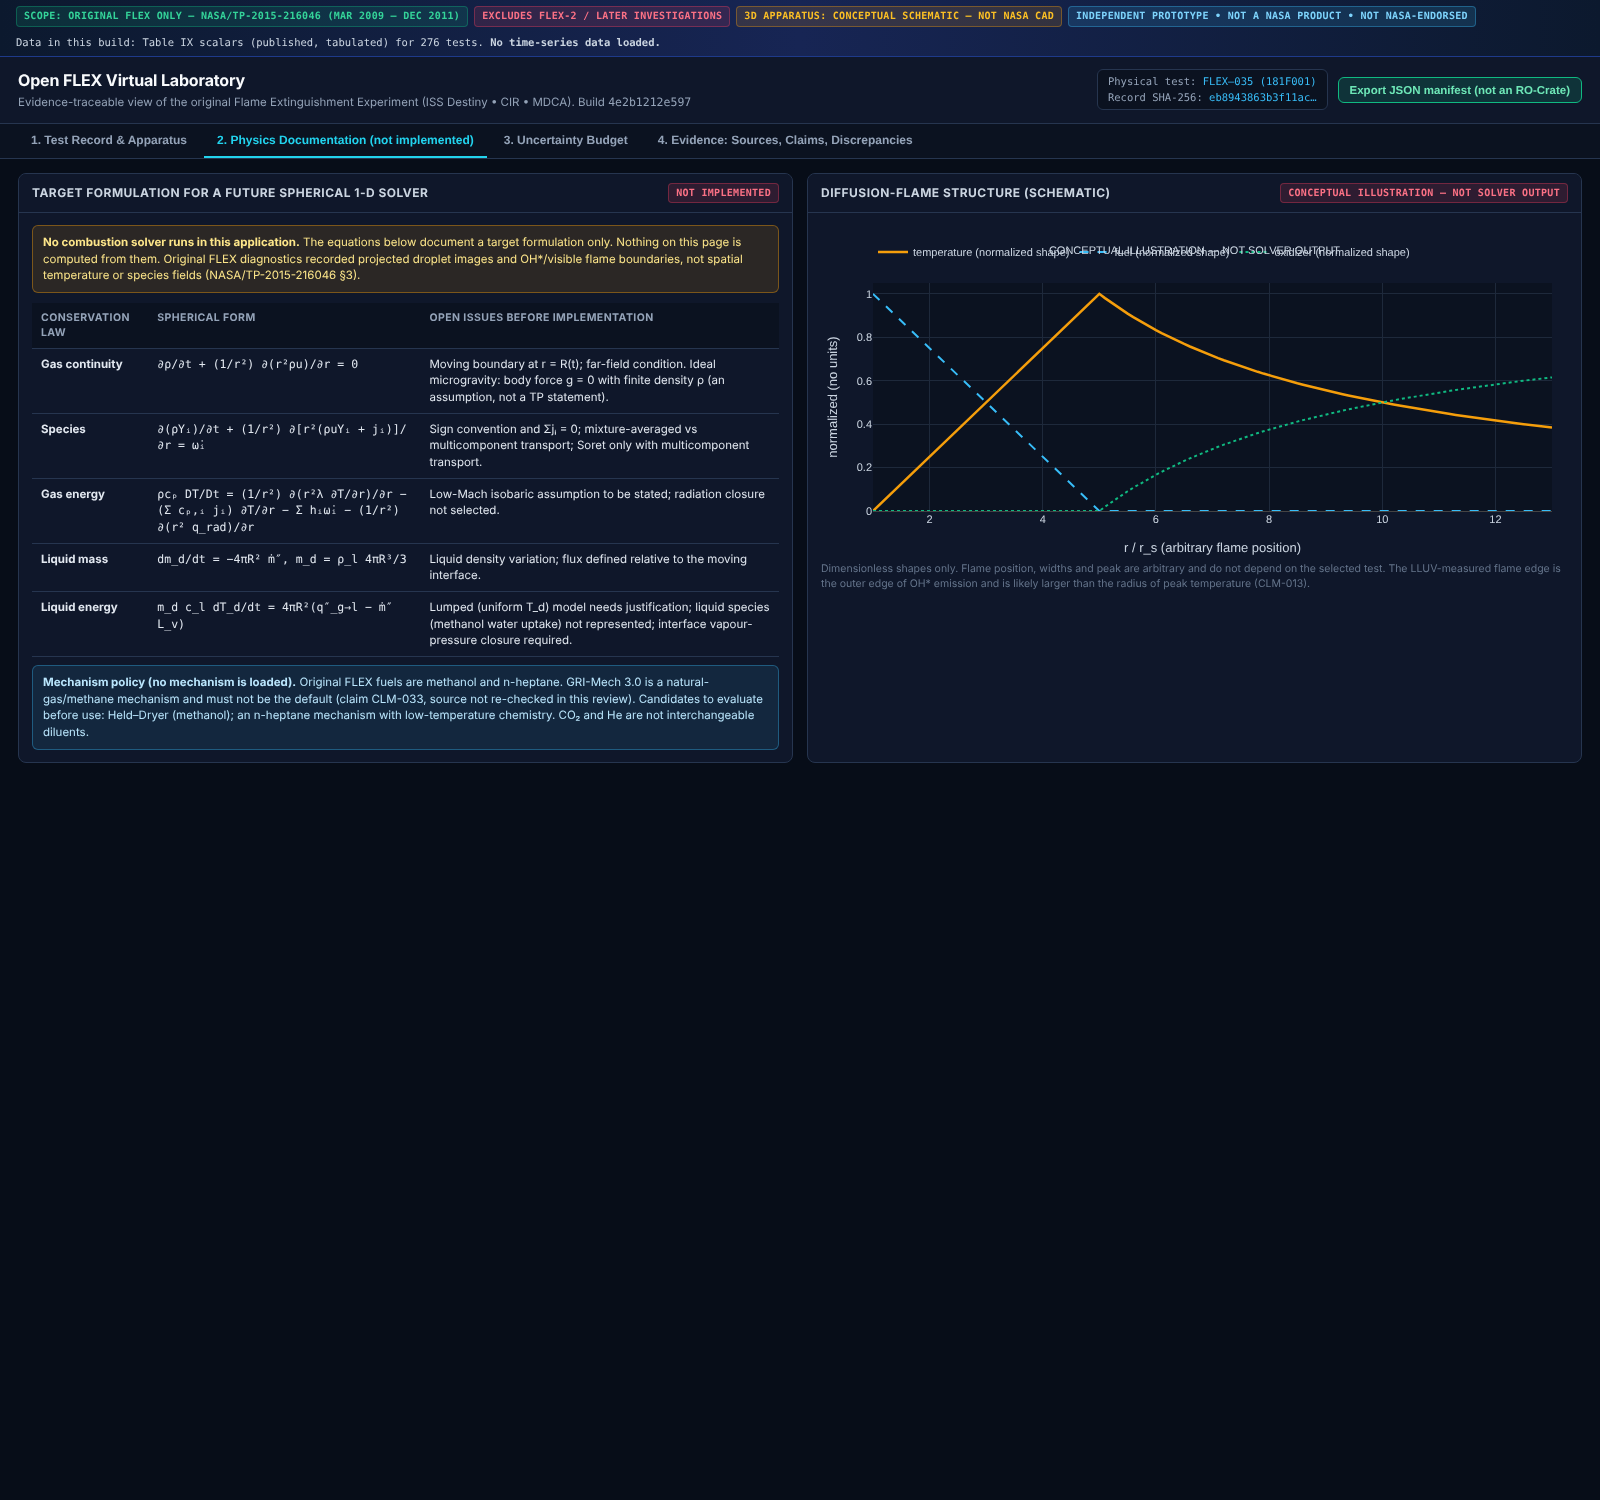 SCOPE: ORIGINAL FLEX ONLY — NASA/TP-2015-216046 (MAR 2009 – DEC 2011)
EXCLUDES FLEX-2 / LATER INVESTIGATIONS
3D APPARATUS: CONCEPTUAL SCHEMATIC — NOT NASA CAD
INDEPENDENT PROTOTYPE • NOT A NASA PRODUCT • NOT NASA-ENDORSED
Data in this build: Table IX scalars (published, tabulated) for 276 tests. No time-series data loaded.
Open FLEX Virtual Laboratory
Evidence-traceable view of the original Flame Extinguishment Experiment (ISS Destiny • CIR • MDCA). Build 4e2b1212e597
Physical test: FLEX–035 (181F001)
Record SHA-256: eb8943863b3f11ac…
Export JSON manifest (not an RO-Crate)
1. Test Record & Apparatus
2. Physics Documentation (not implemented)
3. Uncertainty Budget
4. Evidence: Sources, Claims, Discrepancies
TARGET FORMULATION FOR A FUTURE SPHERICAL 1-D SOLVER
NOT IMPLEMENTED
No combustion solver runs in this application. The equations below document a target formulation only. Nothing on this page is
computed from them. Original FLEX diagnostics recorded projected droplet images and OH*/visible flame boundaries, not spatial
temperature or species fields (NASA/TP-2015-216046 §3).
CONSERVATION LAW
SPHERICAL FORM
OPEN ISSUES BEFORE IMPLEMENTATION
Gas continuity
∂ρ/∂t + (1/r²) ∂(r²ρu)/∂r = 0
Moving boundary at r = R(t); far-field condition. Ideal
microgravity: body force g = 0 with finite density ρ (an
assumption, not a TP statement).
Species
∂(ρYᵢ)/∂t + (1/r²) ∂[r²(ρuYᵢ + jᵢ)]/
∂r = ω̇ᵢ
Sign convention and Σjᵢ = 0; mixture-averaged vs
multicomponent transport; Soret only with multicomponent
transport.
Gas energy
ρcₚ DT/Dt = (1/r²) ∂(r²λ ∂T/∂r)/∂r −
(Σ cₚ,ᵢ jᵢ) ∂T/∂r − Σ hᵢω̇ᵢ − (1/r²)
∂(r² q_rad)/∂r
Low-Mach isobaric assumption to be stated; radiation closure
not selected.
Liquid mass
dm_d/dt = −4πR² ṁ″, m_d = ρ_l 4πR³/3
Liquid density variation; flux defined relative to the moving
interface.
Liquid energy
m_d c_l dT_d/dt = 4πR²(q″_g→l − ṁ″
L_v)
Lumped (uniform T_d) model needs justification; liquid species
(methanol water uptake) not represented; interface vapour-
pressure closure required.
Mechanism policy (no mechanism is loaded). Original FLEX fuels are methanol and n-heptane. GRI-Mech 3.0 is a natural-
gas/methane mechanism and must not be the default (claim CLM-033, source not re-checked in this review). Candidates to evaluate
before use: Held–Dryer (methanol); an n-heptane mechanism with low-temperature chemistry. CO₂ and He are not interchangeable
diluents.
DIFFUSION-FLAME STRUCTURE (SCHEMATIC)
CONCEPTUAL ILLUSTRATION — NOT SOLVER OUTPUT
CONCEPTUAL ILLUSTRATION — NOT SOLVER OUTPUT
temperature (normalized shape)
fuel (normalized shape)
oxidizer (normalized shape)
normalized (no units)
1
0.8
0.6
0.4
0.2
0
2
4
6
8
10
12
r / r_s (arbitrary flame position)
Dimensionless shapes only. Flame position, widths and peak are arbitrary and do not depend on the selected test. The LLUV-measured flame edge is
the outer edge of OH* emission and is likely larger than the radius of peak temperature (CLM-013).